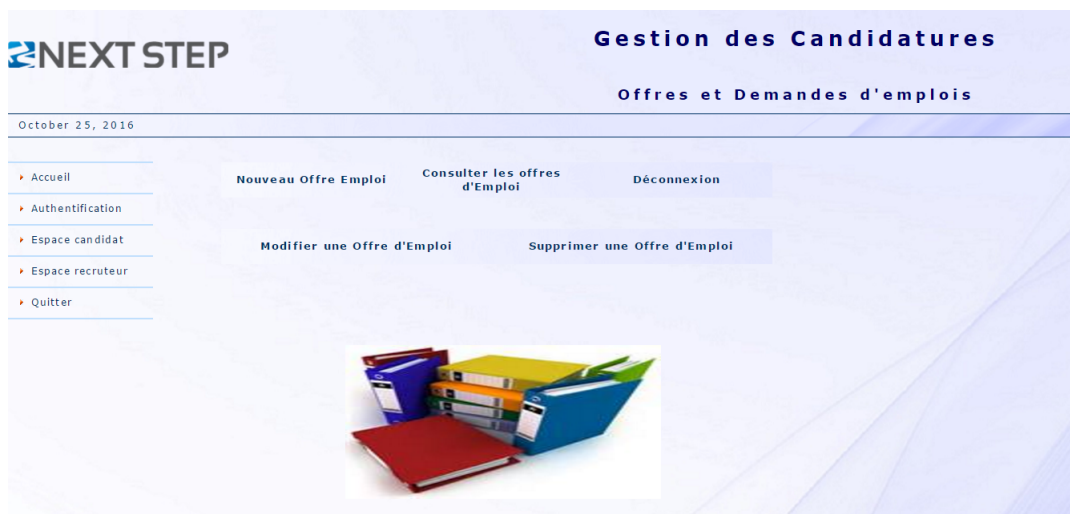 NEXT STEP
Gestion des Candidatures
Offres et Demandes d'emplois
October 25, 2016
Accueil
Authentification
Espace candidat
Espace recruteur
Quitter
Nouveau Offre Emploi
Consulter les offres
d'Emploi
Déconnexion
Modifier une Offre d'Emploi
Supprimer une Offre d'Emploi